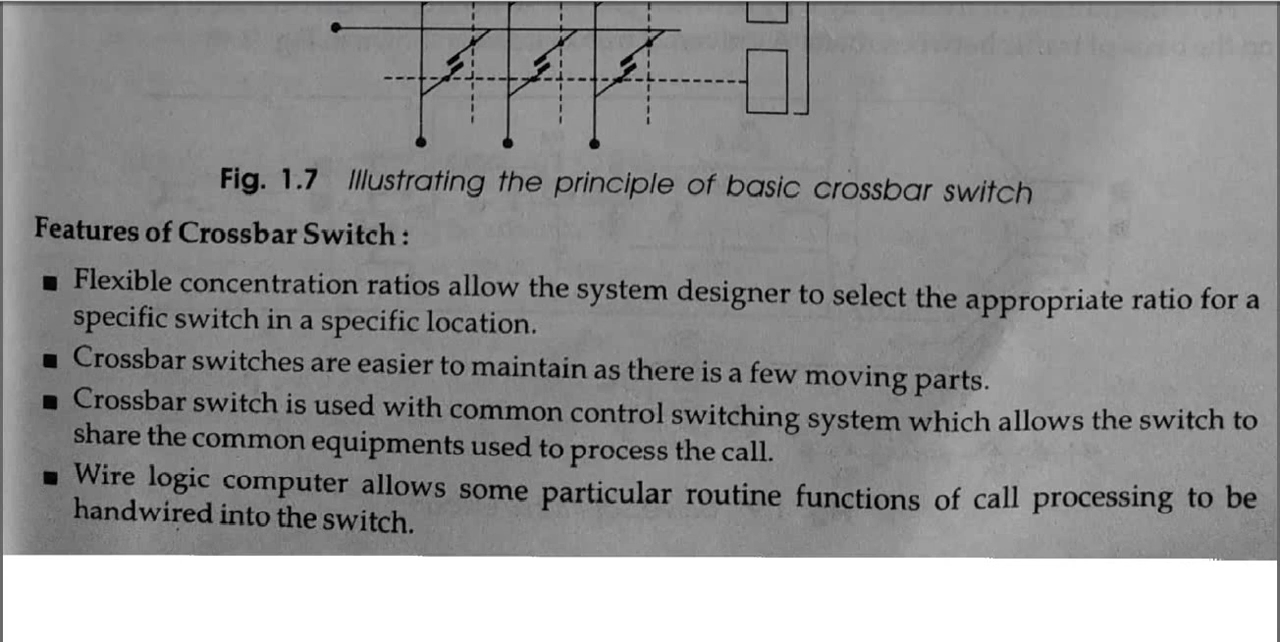 Fig. 1.7 Illustrating the principle of basic crossbar switch
Features of Crossbar Switch :
■ Flexible concentration ratios allow the system designer to select the appropriate ratio for a
specific switch in a specific location.
■ Crossbar switches are easier to maintain as there is a few moving parts.
■ Crossbar switch is used with common control switching system which allows the switch to
share the common equipments used to process the call.
■ Wire logic computer allows some particular routine functions of call processing to be
handwired into the switch.